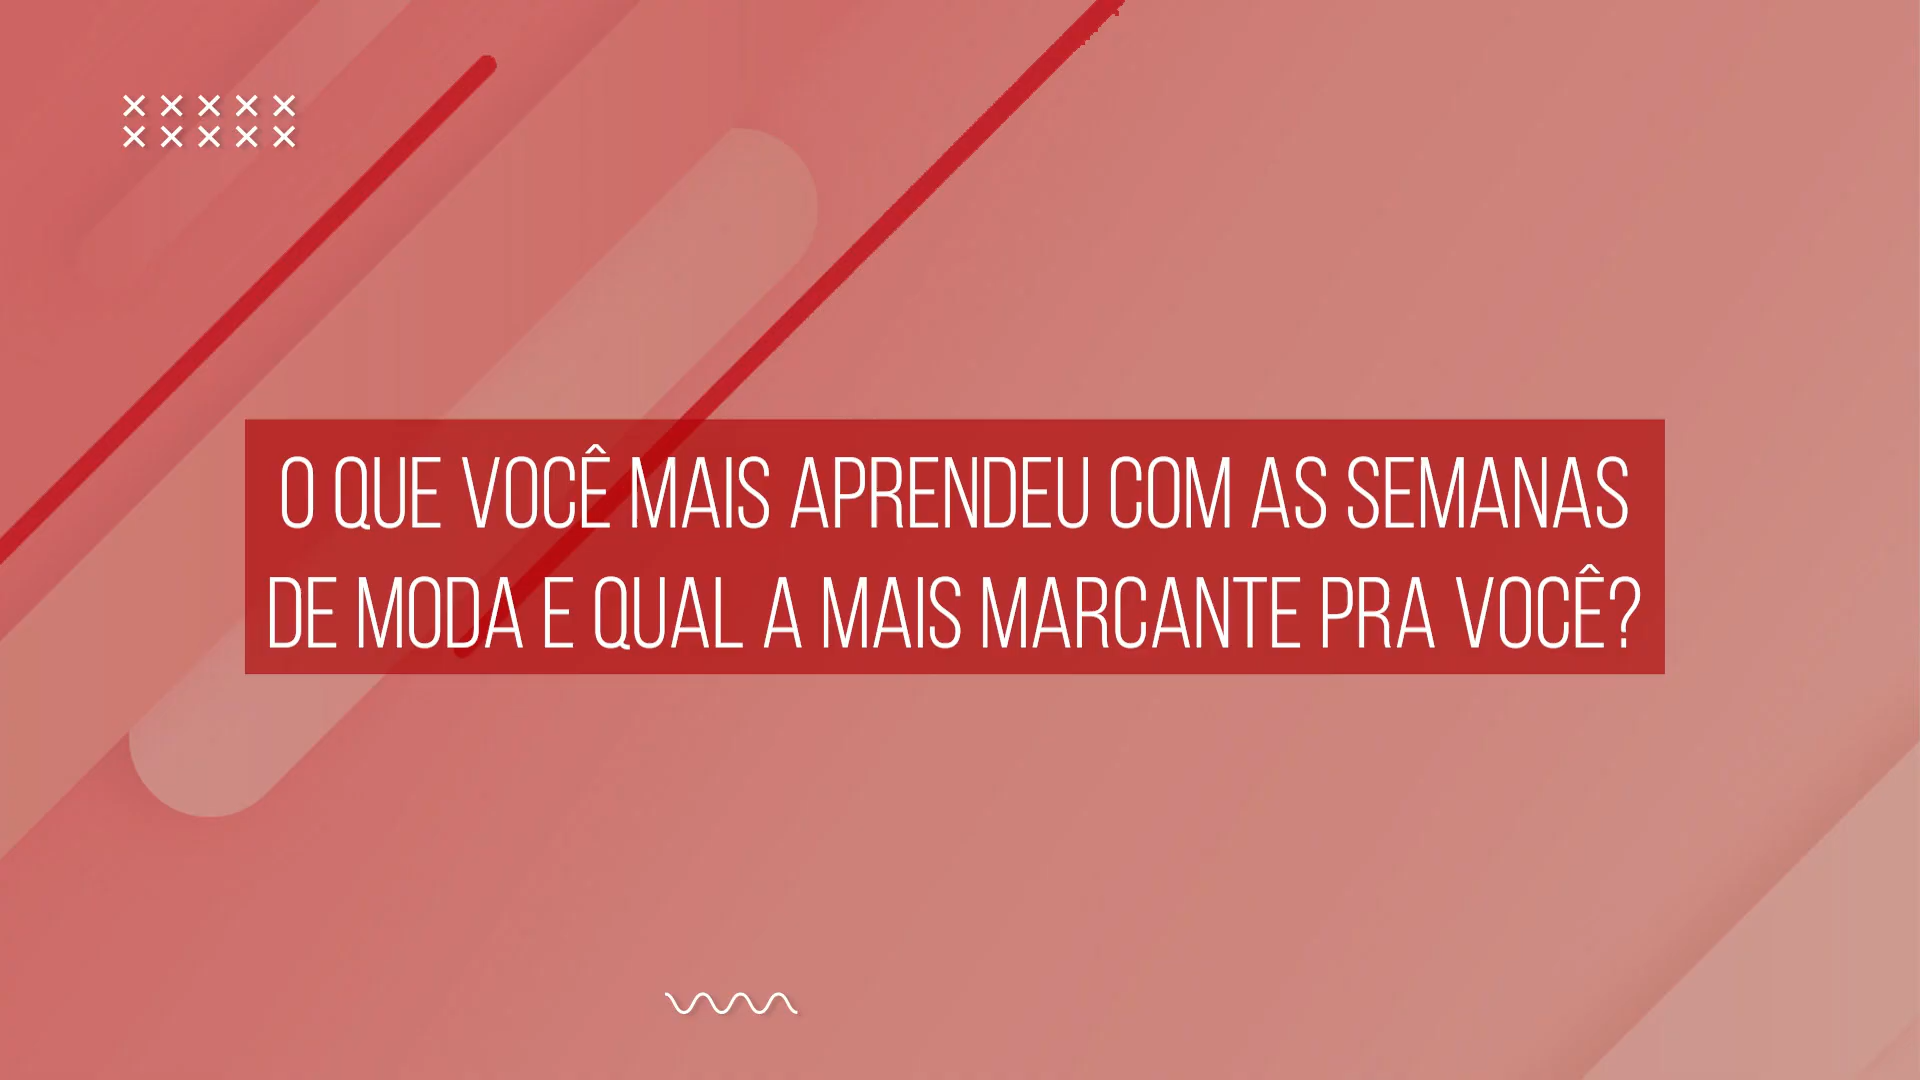 O QUE VOCÊ MAIS APRENDEU COM AS SEMANAS
DE MODA E QUAL A MAIS MARCANTE PRA VOCÊ?